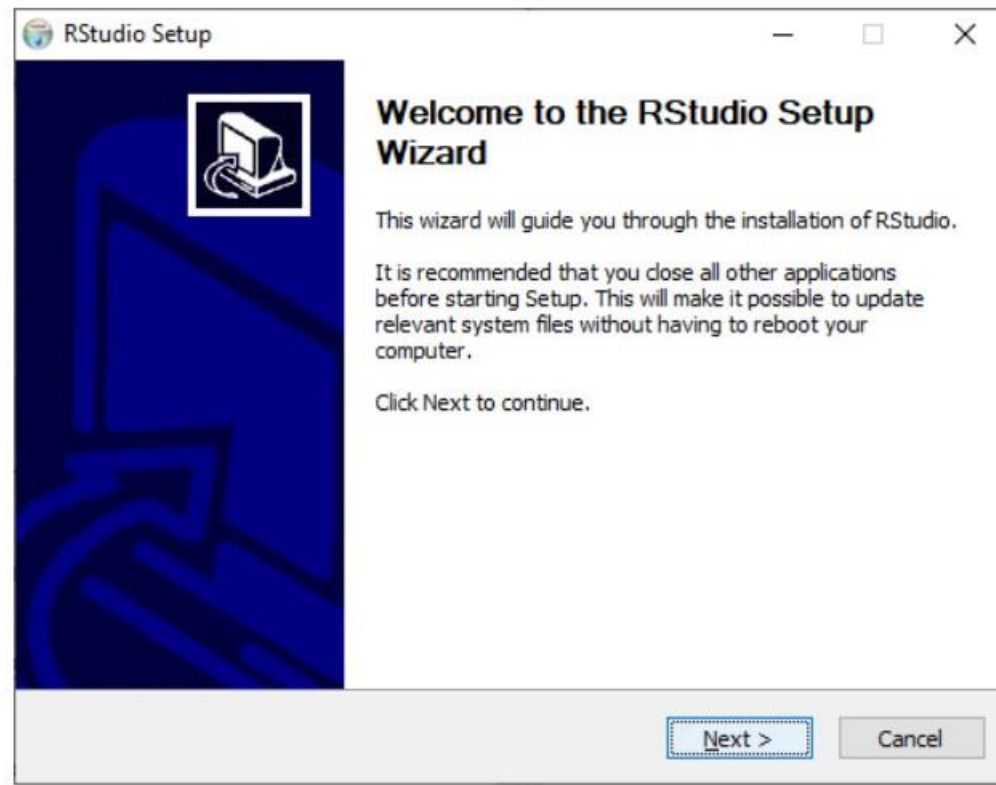 RStudio Setup
Welcome to the RStudio Setup
Wizard
This wizard will guide you through the installation of RStudio.
It is recommended that you close all other applications
before starting Setup. This will make it possible to update
relevant system files without having to reboot your
computer.
Click Next to continue.
Next >
Cancel